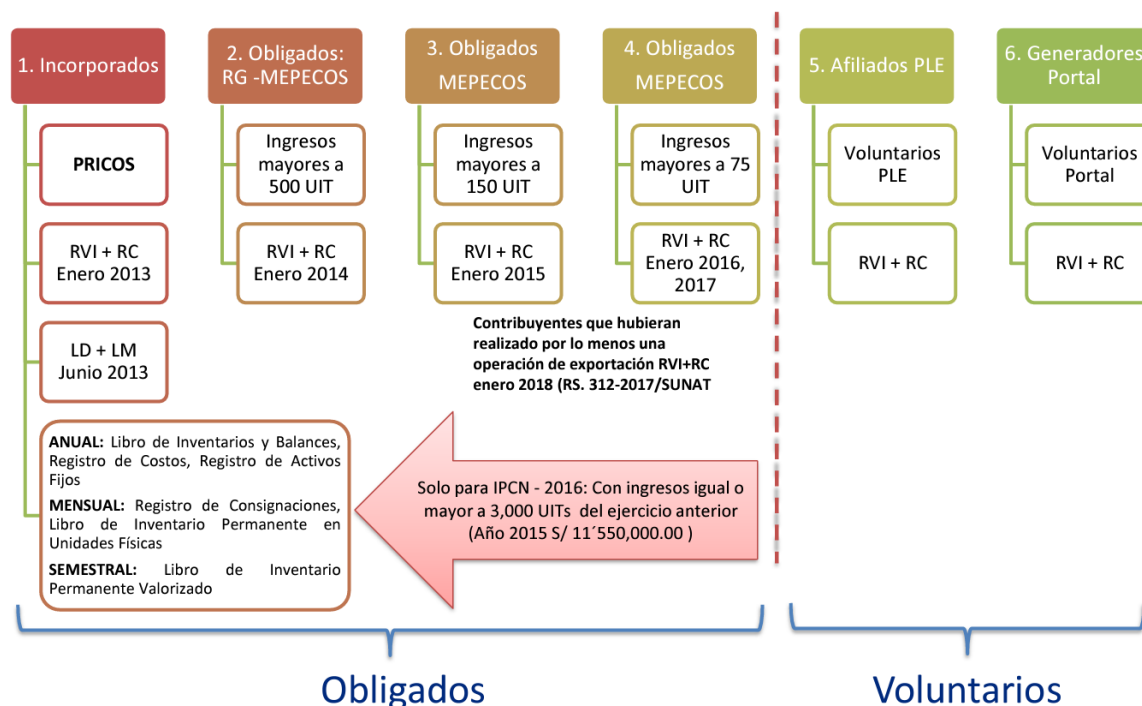 1. Incorporados
PRICOS
RVI + RC
Enero 2013
LD + LM
Junio 2013
ANUAL: Libro de Inventarios y Balances,
Registro de Costos, Registro de Activos
Fijos
MENSUAL: Registro de Consignaciones,
Libro de Inventario Permanente en
Unidades Físicas
SEMESTRAL: Libro de Inventario
Permanente Valorizado
2. Obligados:
RG -MEPECOS
Ingresos
mayores a
500 UIT
RVI + RC
Enero 2014
3. Obligados
MEPECOS
Ingresos
mayores a
150 UIT
RVI + RC
Enero 2015
4. Obligados
MEPECOS
Ingresos
mayores a 75
UIT
RVI + RC
Enero 2016,
2017
Contribuyentes que hubieran
realizado por lo menos una
operación de exportación RVI+RC
enero 2018 (RS. 312-2017/SUNAT
Solo para IPCN - 2016: Con ingresos igual o
mayor a 3,000 UITs del ejercicio anterior
(Año 2015 S/ 11´550,000.00 )
5. Afiliados PLE
Voluntarios
PLE
RVI + RC
6. Generadores
Portal
Voluntarios
Portal
RVI + RC
Obligados
Voluntarios